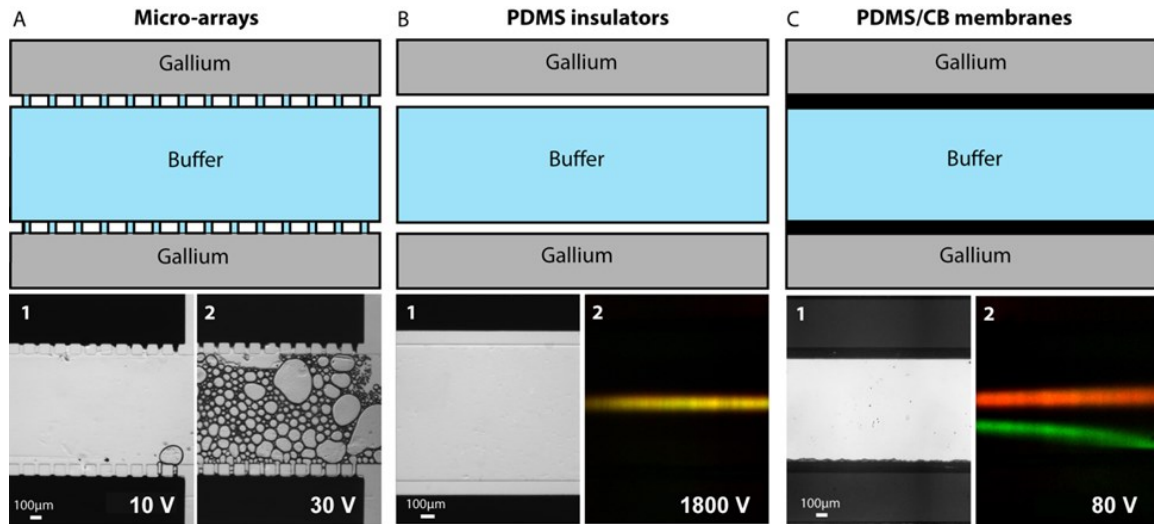 A
Micro-arrays
Gallium
Buffer
Gallium
1
100µm
10 V
2
30 V
B
PDMS insulators
Gallium
Buffer
Gallium
1
100µm
2
1800 V
C
PDMS/CB membranes
Gallium
Buffer
Gallium
1
100µm
2
80 V